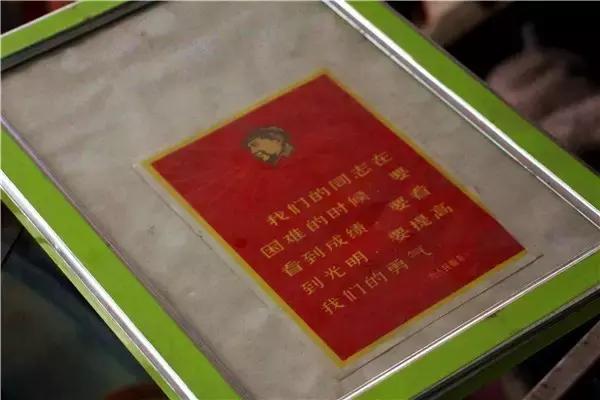 我们的同志在
困难的时候，要
看到成绩，要看
到光明，要提高
我们的勇气